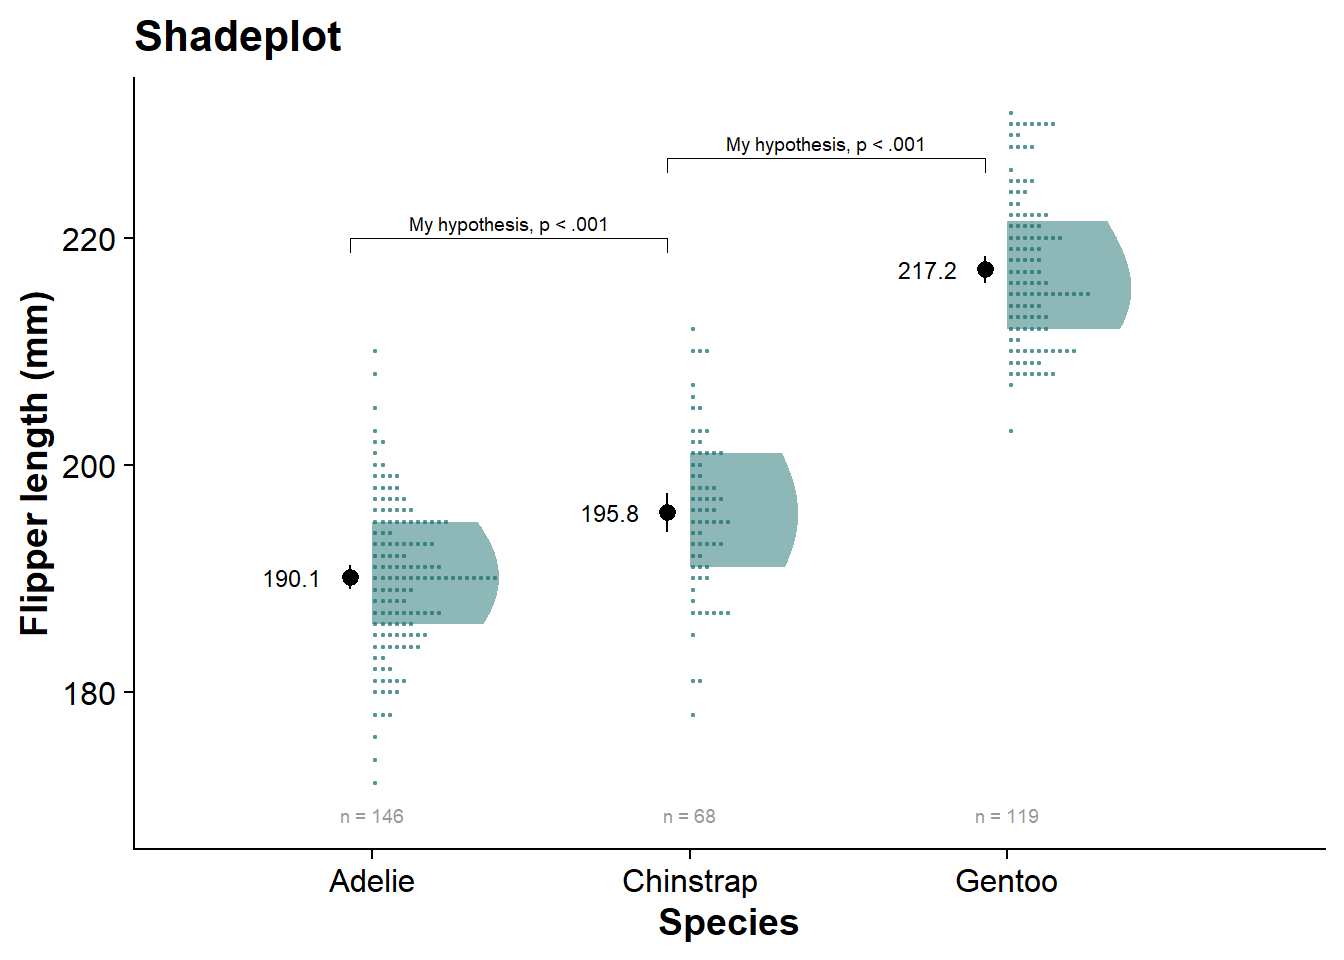 Shadeplot
My hypothesis, p < .001
My hypothesis, p < .001
220
217.2
Flipper length (mm)
200
195.8
190.1
180
n = 146
n = 68
n = 119
Adelie
Chinstrap
Gentoo
Species